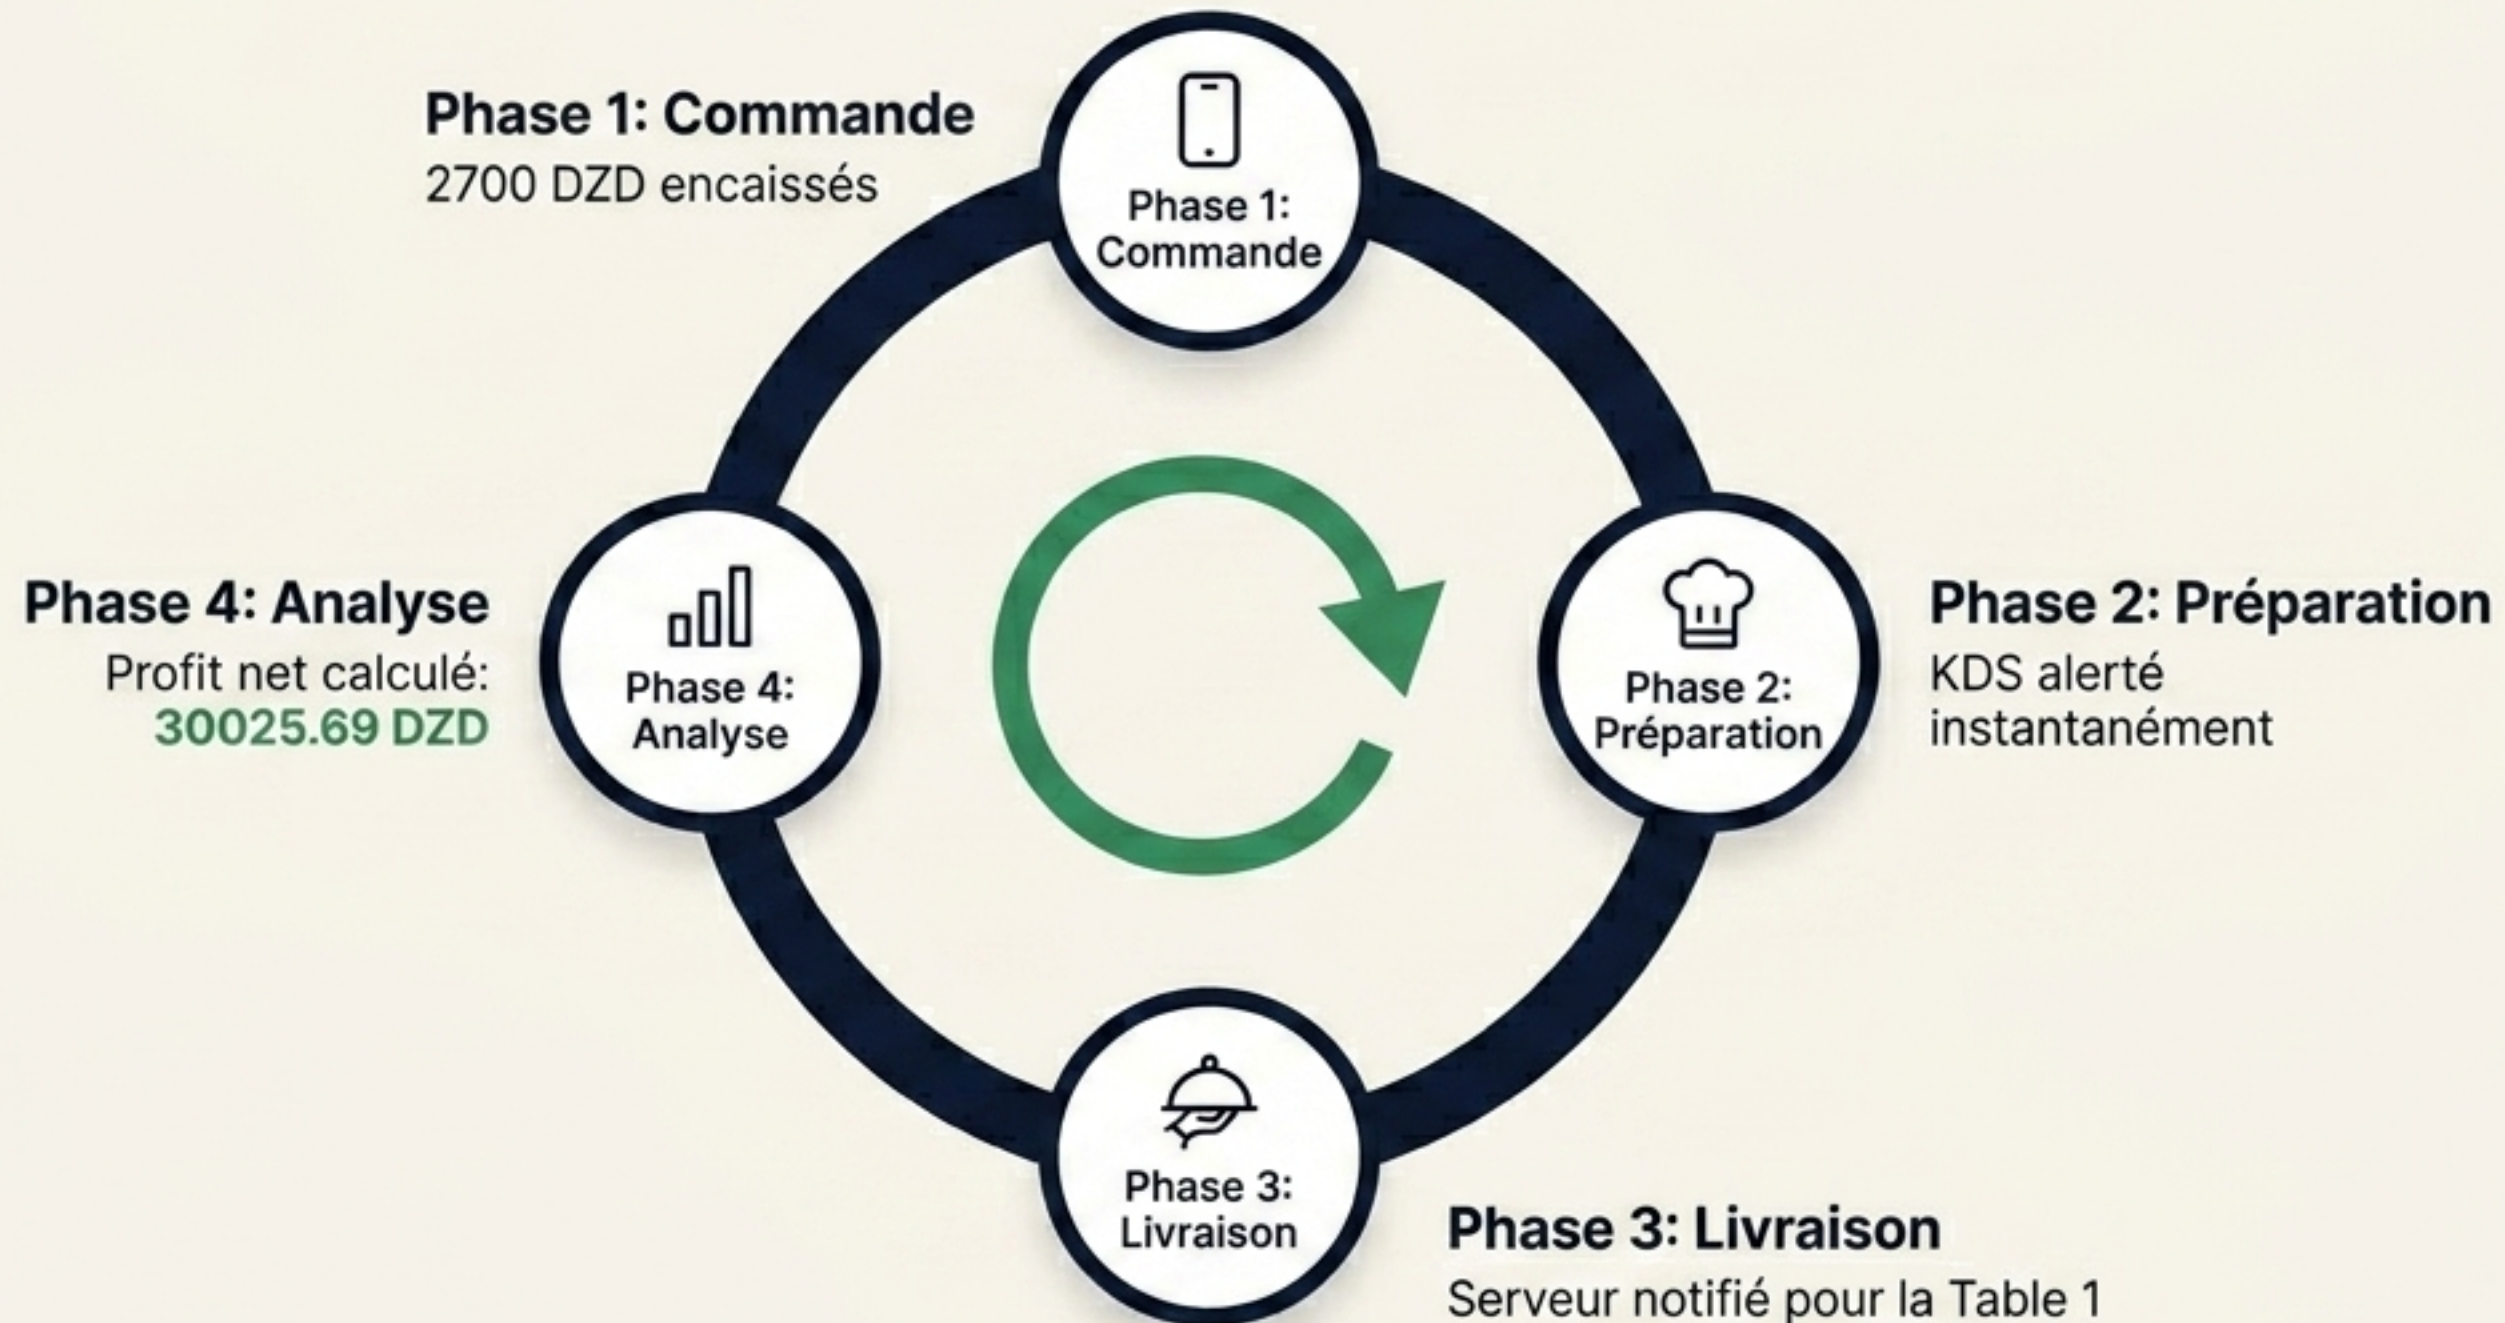 Phase 1: Commande
2700 DZD encaissés
Phase 1:
Commande
Phase 2:
Préparation
Phase 2: Préparation
KDS alerté
instantanément
Phase 3:
Livraison
Phase 3: Livraison
Serveur notifié pour la Table 1
Phase 4: Analyse
Profit net calculé:
30025.69 DZD
Phase 4:
Analyse